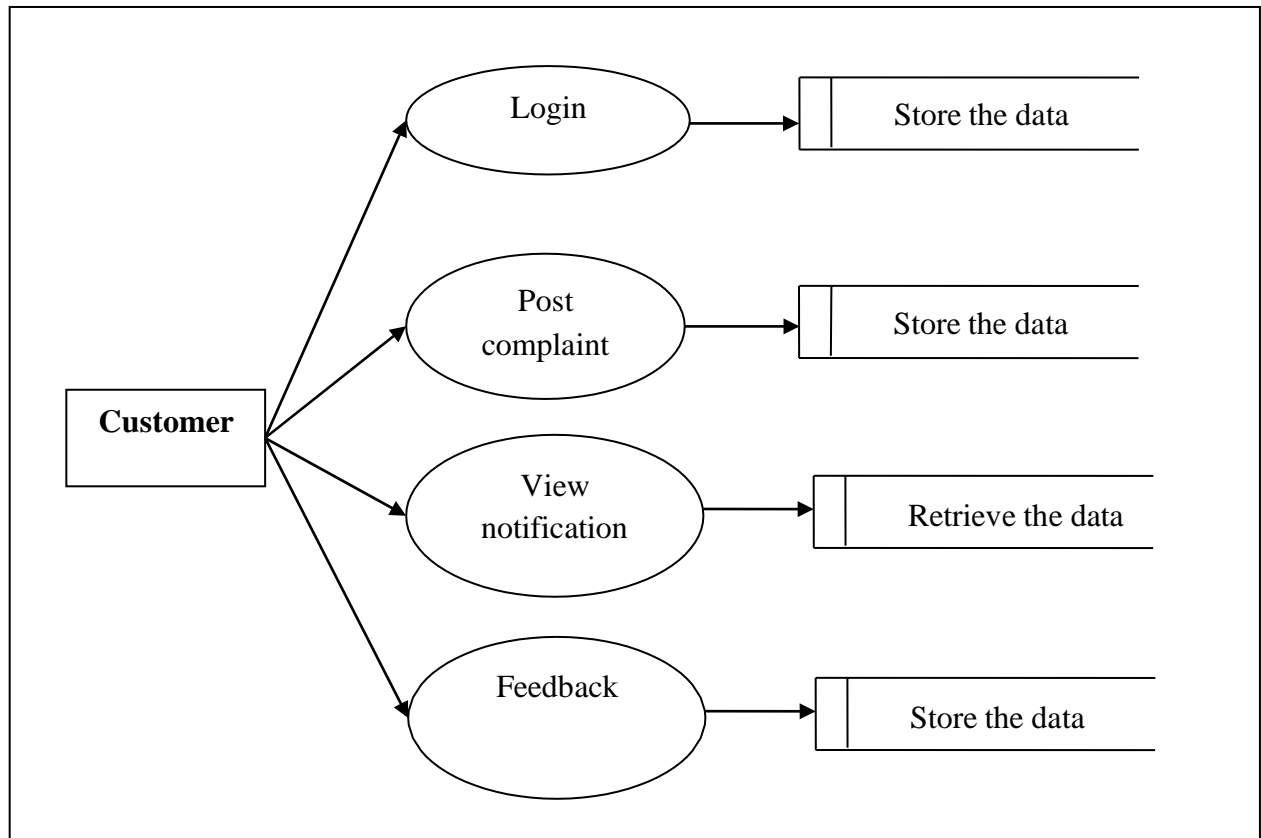 Login
Store the data
Post
complaint
Store the data
Customer
View
notification
Retrieve the data
Feedback
Store the data